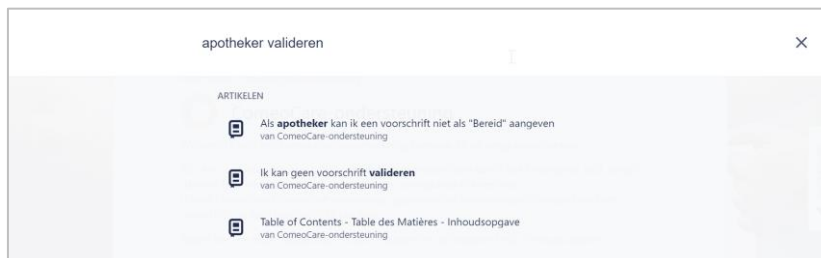 apotheker valideren
ARTIKELEN
Als apotheker kan ik een voorschrift niet als "Bereid" aangeven
van ComeoCare-ondersteuning
Ik kan geen voorschrift valideren
van ComeoCare-ondersteuning
Table of Contents - Table des Matières - Inhoudsopgave
van ComeoCare-ondersteuning